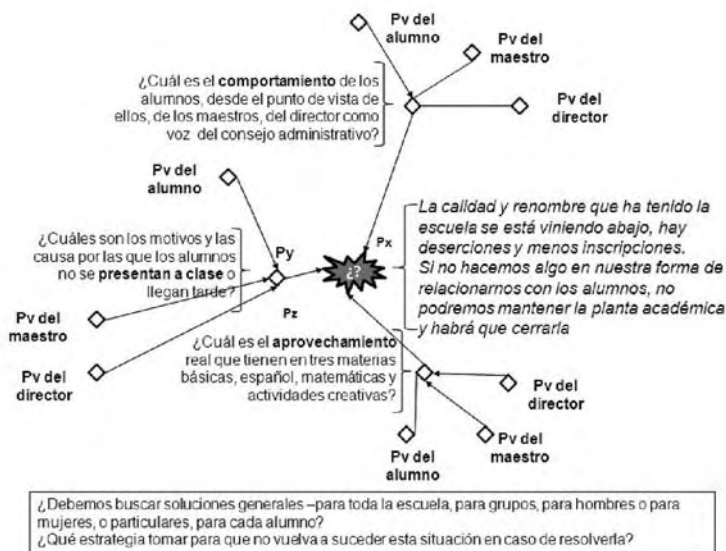 Pv del
alumno
Pv del
maestro
¿Cuál es el comportamiento de los
alumnos, desde el punto de vista de
ellos, de los maestros, del director como
voz del consejo administrativo?
Pv del
director
Pv del
alumno
¿Cuáles son los motivos y las
causa por las que los alumnos
no se presentan a clase o
llegan tarde?
Py
Px
¿?
La calidad y renombre que ha tenido la
escuela se está viniendo abajo, hay
deserciones y menos inscripciones.
Si no hacemos algo en nuestra forma de
relacionarnos con los alumnos, no
podremos mantener la planta académica
y habrá que cerrarla
Pv del
maestro
Pz
Pv del
director
¿Cuál es el aprovechamiento
real que tienen en tres materias
básicas, español, matemáticas y
actividades creativas?
Pv del
director
Pv del
maestro
Pv del
alumno
¿Debemos buscar soluciones generales –para toda la escuela, para grupos, para hombres o para
mujeres, o particulares, para cada alumno?
¿Qué estrategia tomar para que no vuelva a suceder esta situación en caso de resolverla?